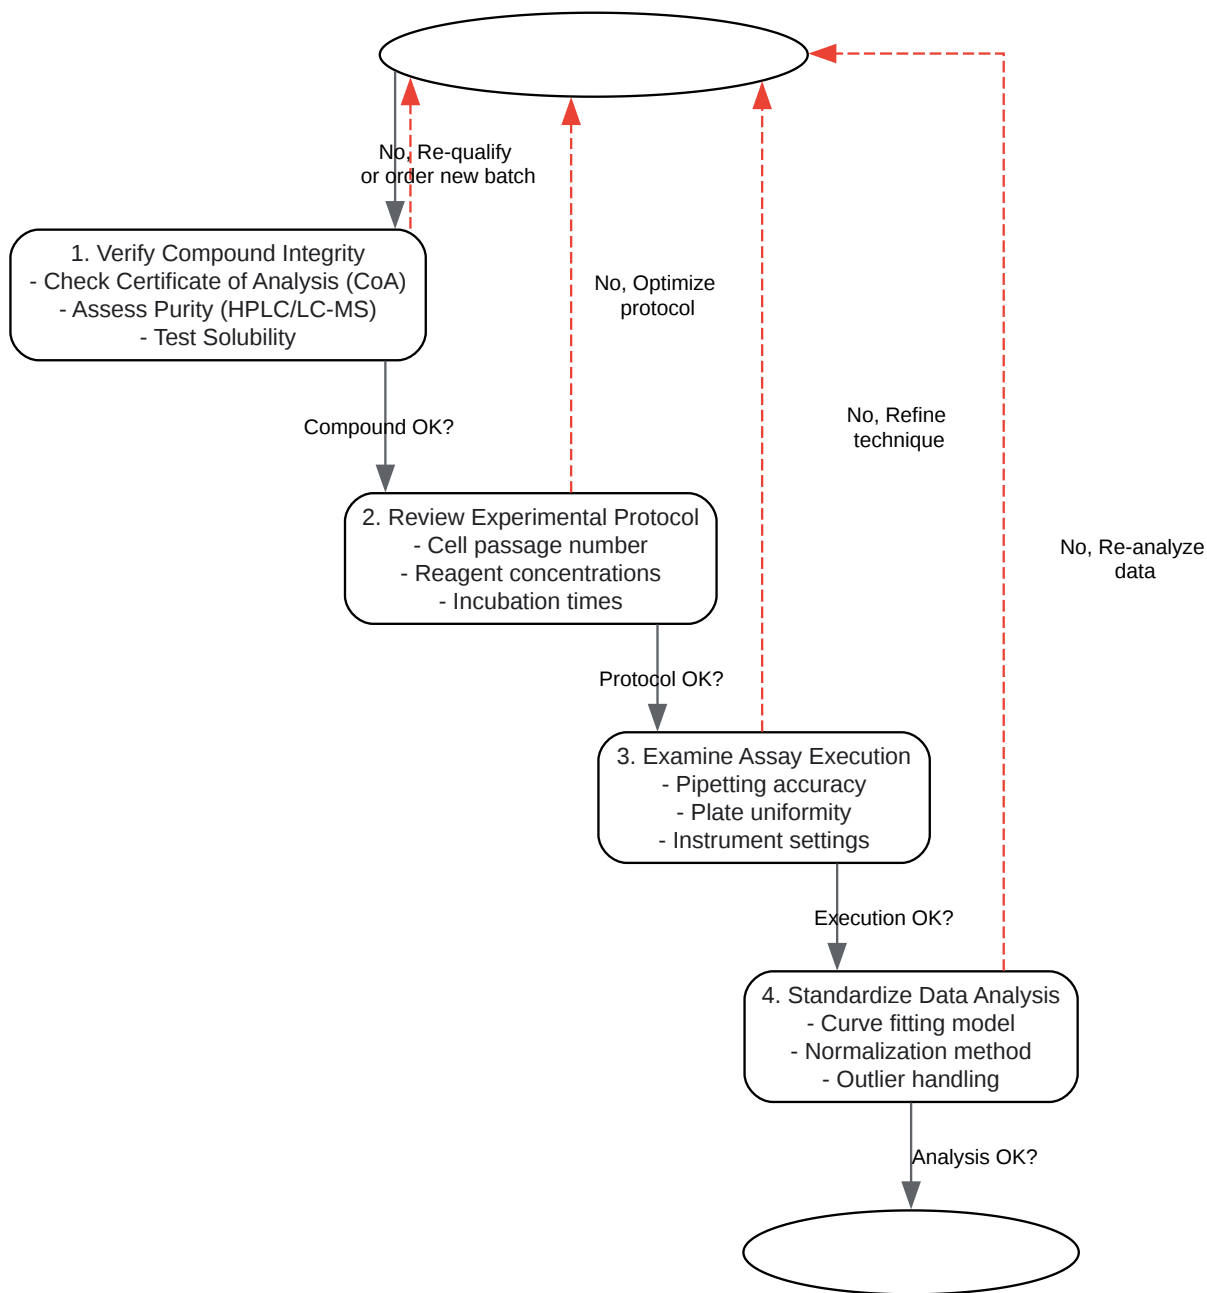 No, Re-qualify
or order new batch
1. Verify Compound Integrity
- Check Certificate of Analysis (CoA)
- Assess Purity (HPLC/LC-MS)
- Test Solubility
No, Optimize
protocol
Compound OK?
No, Refine
technique
2. Review Experimental Protocol
- Cell passage number
- Reagent concentrations
- Incubation times
No, Re-analyze
data
Protocol OK?
3. Examine Assay Execution
- Pipetting accuracy
- Plate uniformity
- Instrument settings
Execution OK?
4. Standardize Data Analysis
- Curve fitting model
- Normalization method
- Outlier handling
Analysis OK?